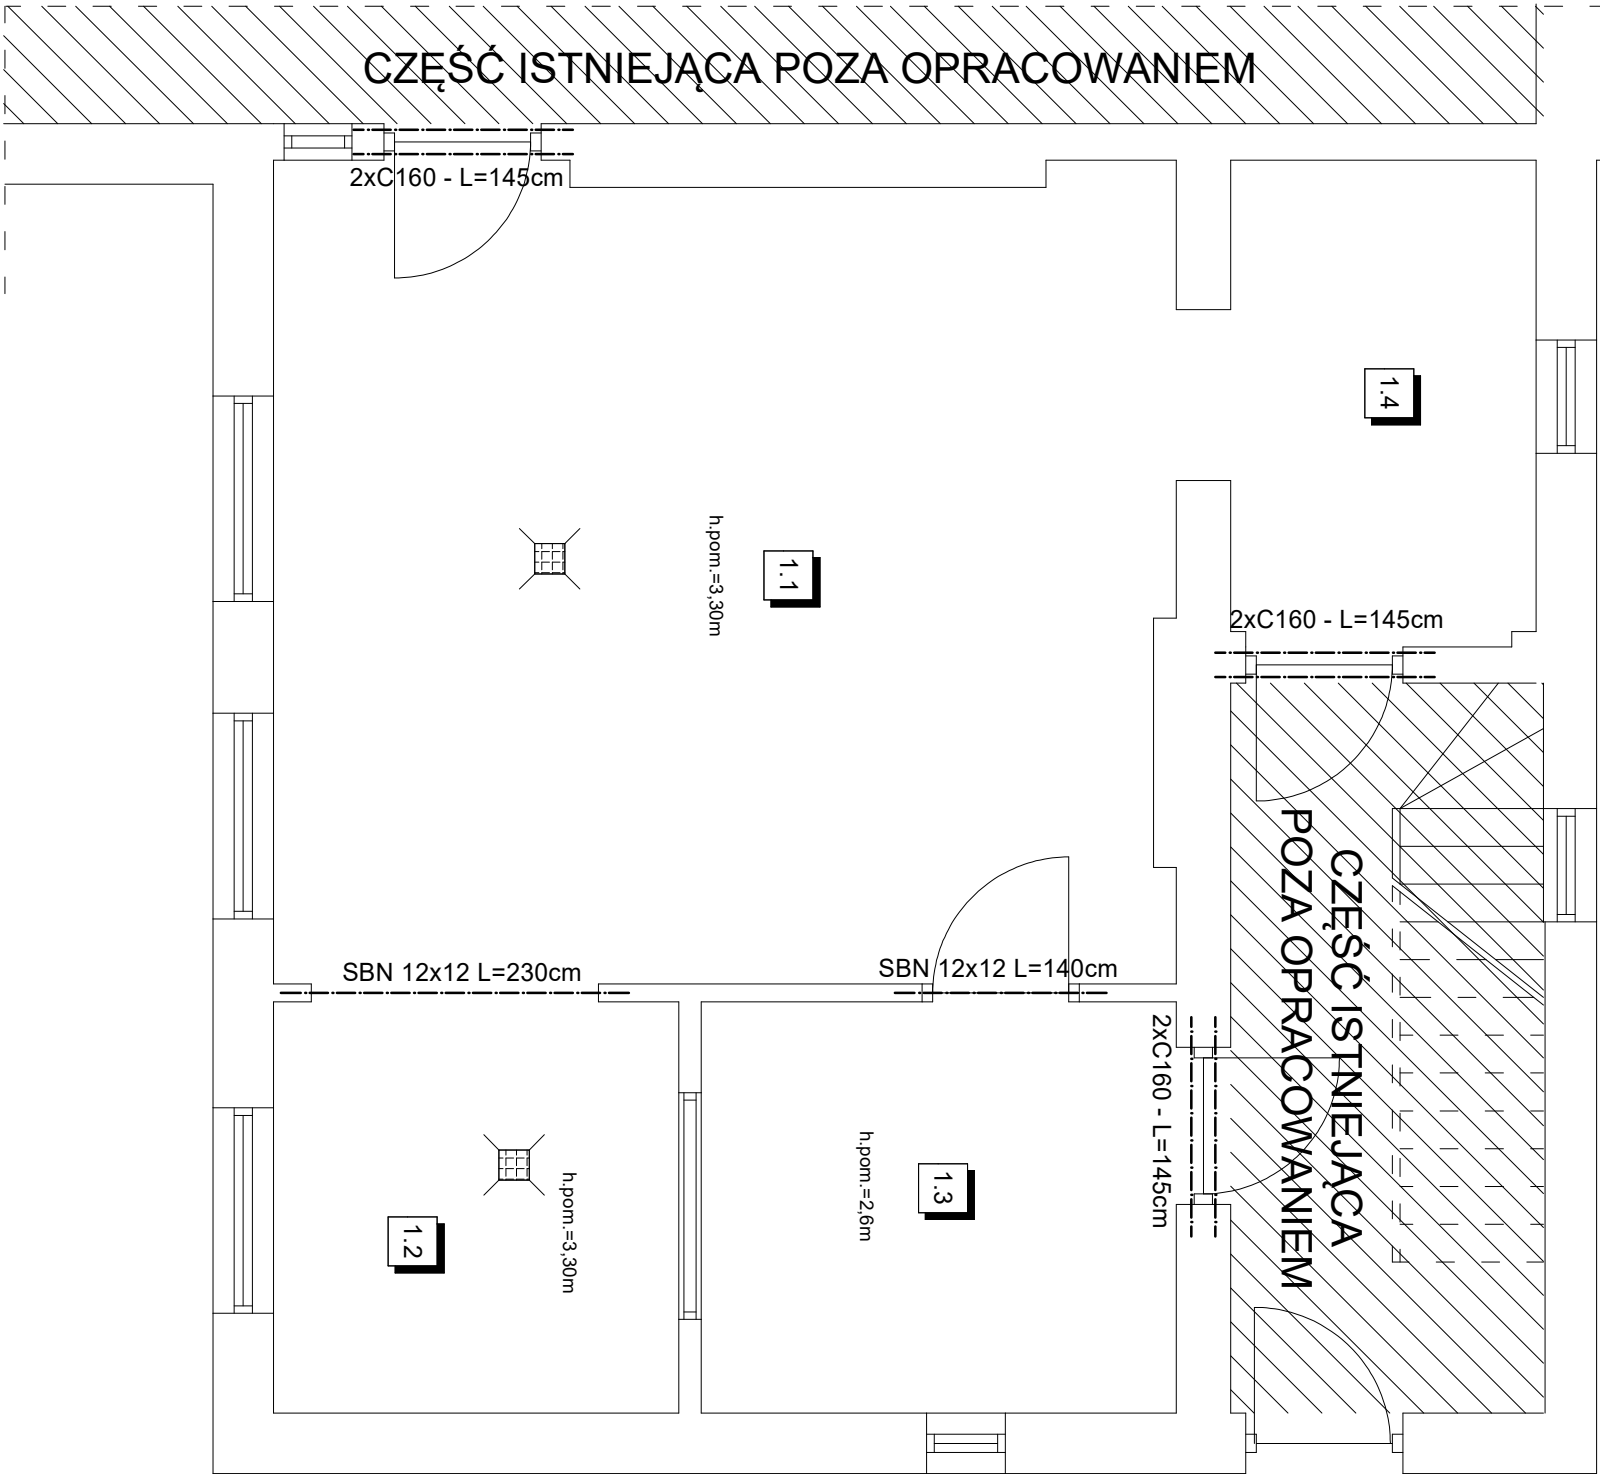 CZĘŚĆ ISTNIEJĄCA POZA OPRACOWANIEM
2xC160 - L=145cm
1.4
h.pom.=3,30m
1.1
2xC160 - L=145cm
CZĘŚĆ ISTNIEJĄCA
POZA OPRACOWANIEM
SBN 12x12 L=230cm
SBN 12x12 L=140cm
2xC160 - L=145cm
h.pom.=2,6m
1.3
h.pom.=3,30m
1.2